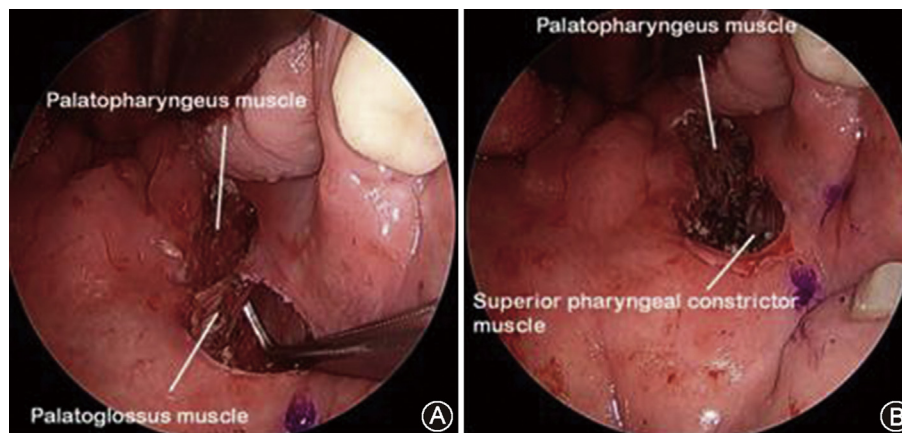 Palatopharyngeus muscle
Palatoglossus muscle
A
Palatopharyngeus muscle
Superior pharyngeal constrictor
muscle
B